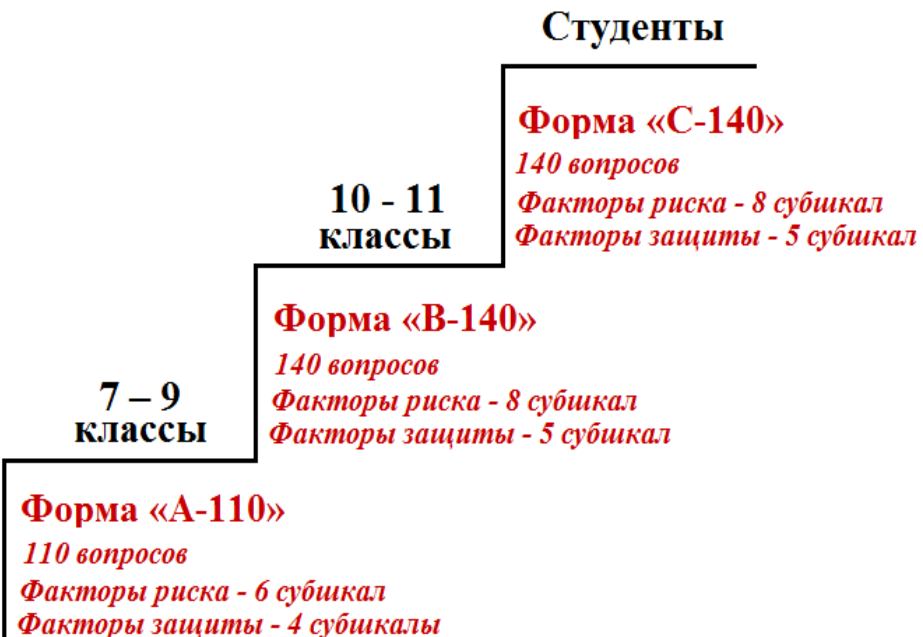 Студенты
Форма «C-140»
140 вопросов
Факторы риска - 8 субшкал
Факторы защиты - 5 субшкал
10 - 11
классы
Форма «B-140»
140 вопросов
Факторы риска - 8 субшкал
Факторы защиты - 5 субшкал
7 – 9
классы
Форма «A-110»
110 вопросов
Факторы риска - 6 субшкал
Факторы защиты - 4 субшкалы